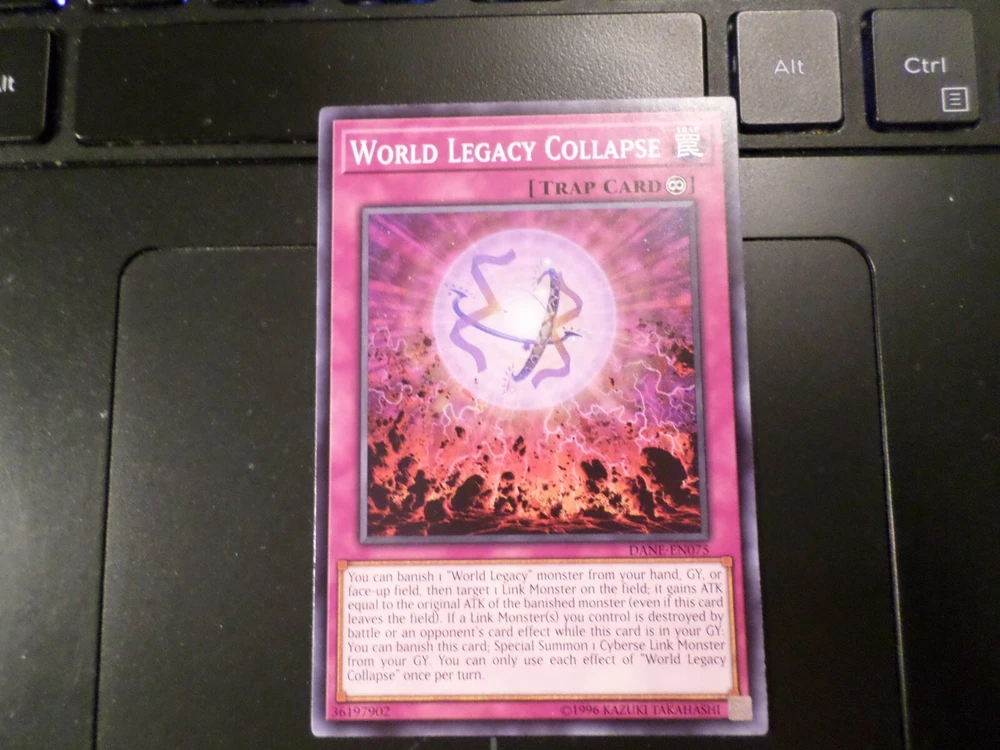 lt
Alt
Ctrl
WORLD LEGACY COLLAPSE
罠
[TRAP CARD ]
DANE-EN075
You can banish 1 "World Legacy" monster from your hand, GY, or
face-up field, then target 1 Link Monster on the field; it gains ATK
equal to the original ATK of the banished monster (even if this card
leaves the field). If a Link Monster(s) you control is destroyed by
battle or an opponent's card effect while this card is in your GY:
You can banish this card; Special Summon 1 Cyberse Link Monster
from your GY. You can only use each effect of "World Legacy
Collapse" once per turn.
36197902
©1996 KAZUKI TAKAHASHI